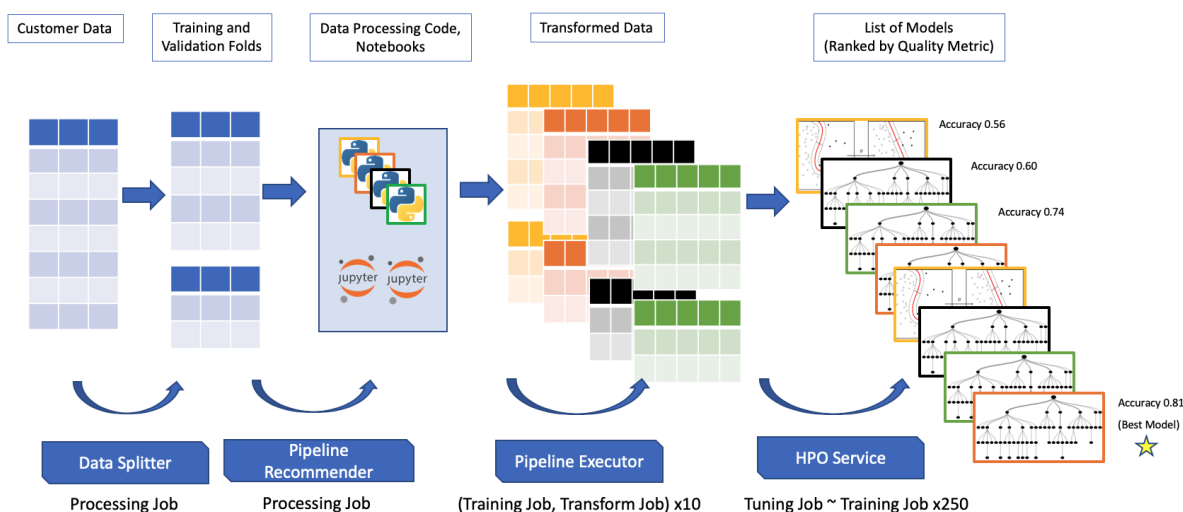 Customer Data
Training and
Validation Folds
Data Processing Code,
Notebooks
Transformed Data
List of Models
(Ranked by Quality Metric)
jupyter
jupyter
Accuracy 0.56
Accuracy 0.60
Accuracy 0.74
Accuracy 0.81
(Best Model)
Data Splitter
Pipeline
Recommender
Pipeline Executor
HPO Service
Processing Job
Processing Job
(Training Job, Transform Job) x10
Tuning Job ~ Training Job x250